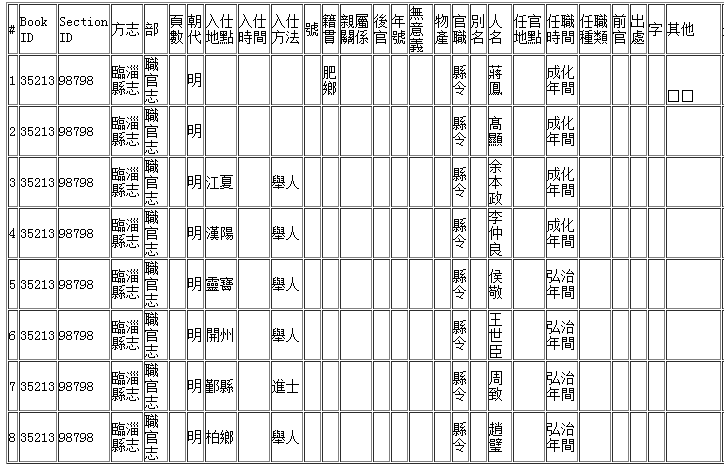 # Book ID Section ID 方志 部 頁數 朝代 入仕地點 入仕時間 入仕方法 號 籍貫 親屬關係 後官 年號 無意義 物產 官職 別名 人名 任官地點 任職時間 任職種類 前官 出處 字 其他
1 35213 98798 臨淄縣志 職官志 明 肥鄉 縣令 蔣鳳 成化年間 □□
2 35213 98798 臨淄縣志 職官志 明 縣令 高顯 成化年間
3 35213 98798 臨淄縣志 職官志 明 江夏 舉人 縣令 余本政 成化年間
4 35213 98798 臨淄縣志 職官志 明 漢陽 舉人 縣令 李仲良 成化年間
5 35213 98798 臨淄縣志 職官志 明 靈寶 舉人 縣令 侯敬 弘治年間
6 35213 98798 臨淄縣志 職官志 明 開州 舉人 縣令 王世臣 弘治年間
7 35213 98798 臨淄縣志 職官志 明 鄞縣 進士 縣令 周致 弘治年間
8 35213 98798 臨淄縣志 職官志 明 柏鄉 舉人 縣令 趙璧 弘治年間